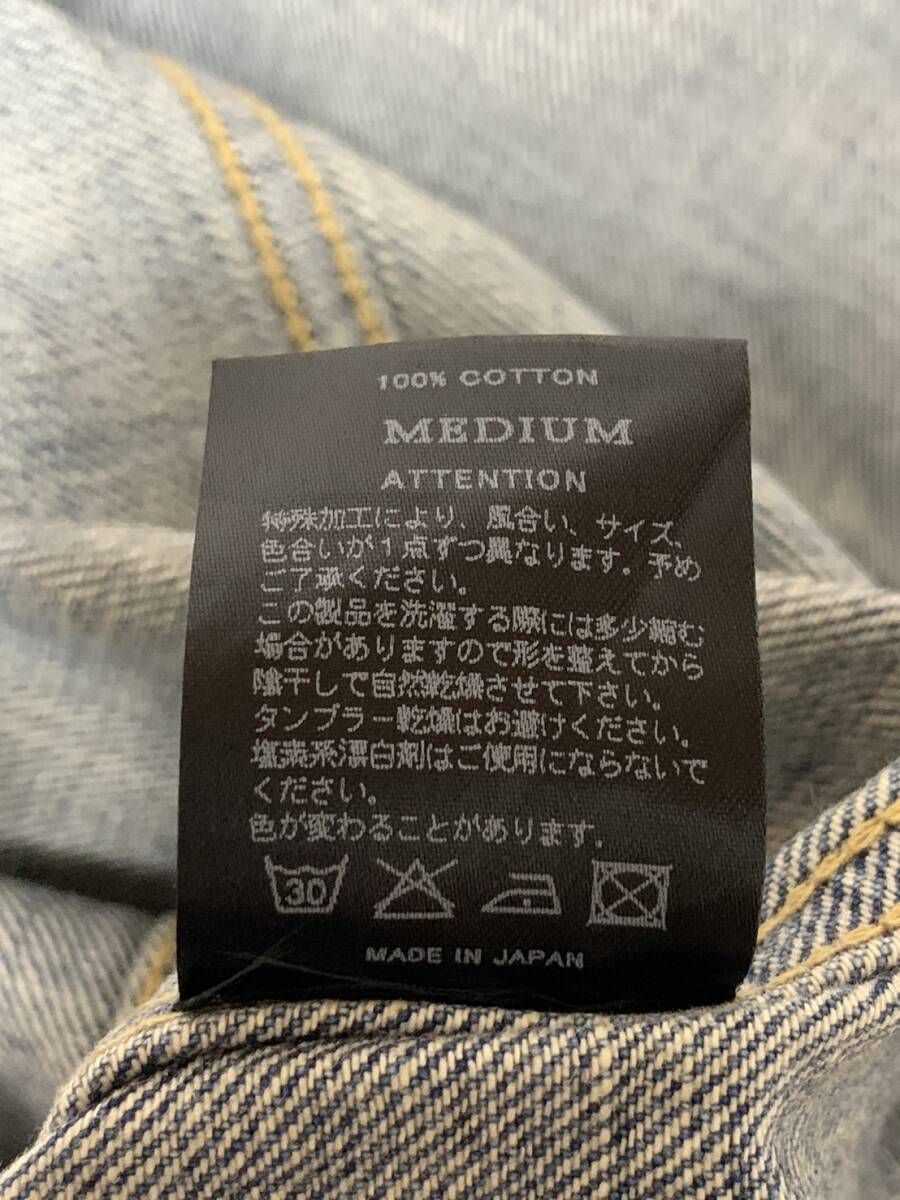 100% COTTON
MEDIUM
ATTENTION
特殊加工により、風合い、サイズ、
色合いが1点ずつ異なります。予め
ご了承ください。
この製品を洗濯する際には多少縮む
場合がありますので形を整えてから
陰干しで自然乾燥させて下さい。
タンブラー乾燥はお避けください。
塩素系漂白剤はご使用にならないで
ください。
色が変わることがあります。
30
MADE IN JAPAN